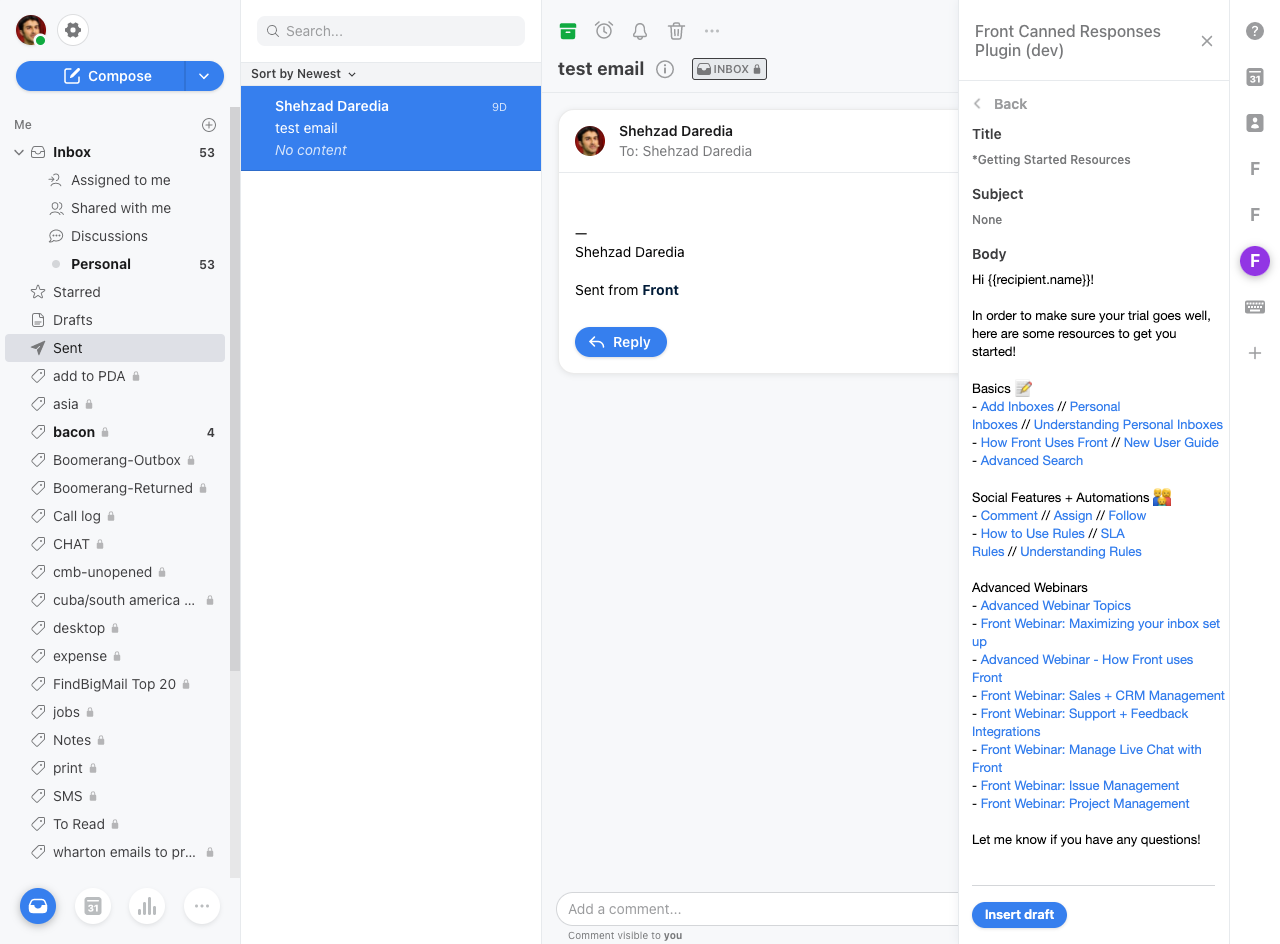 Compose
Me
Inbox 53
Assigned to me
Shared with me
Discussions
Personal 53
Starred
Drafts
Sent
add to PDA
asia
bacon 4
Boomerang-Outbox
Boomerang-Returned
Call log
CHAT
cmb-unopened
cuba/south america ...
desktop
expense
FindBigMail Top 20
jobs
Notes
print
SMS
To Read
wharton emails to pr...
31
Search...
Sort by Newest
Shehzad Daredia 9D
test email
No content
test email INBOX
Shehzad Daredia
To: Shehzad Daredia
—
Shehzad Daredia
Sent from Front
Reply
Add a comment...
Comment visible to you
Front Canned Responses
Plugin (dev)
Back
Title
*Getting Started Resources
Subject
None
Body
Hi {{recipient.name}}!
In order to make sure your trial goes well,
here are some resources to get you
started!
Basics 📝
- Add Inboxes // Personal
Inboxes // Understanding Personal Inboxes
- How Front Uses Front // New User Guide
- Advanced Search
Social Features + Automations 👫
- Comment // Assign // Follow
- How to Use Rules // SLA
Rules // Understanding Rules
Advanced Webinars
- Advanced Webinar Topics
- Front Webinar: Maximizing your inbox set
up
- Advanced Webinar - How Front uses
Front
- Front Webinar: Sales + CRM Management
- Front Webinar: Support + Feedback
Integrations
- Front Webinar: Manage Live Chat with
Front
- Front Webinar: Issue Management
- Front Webinar: Project Management
Let me know if you have any questions!
Insert draft
?
31
F
F
F